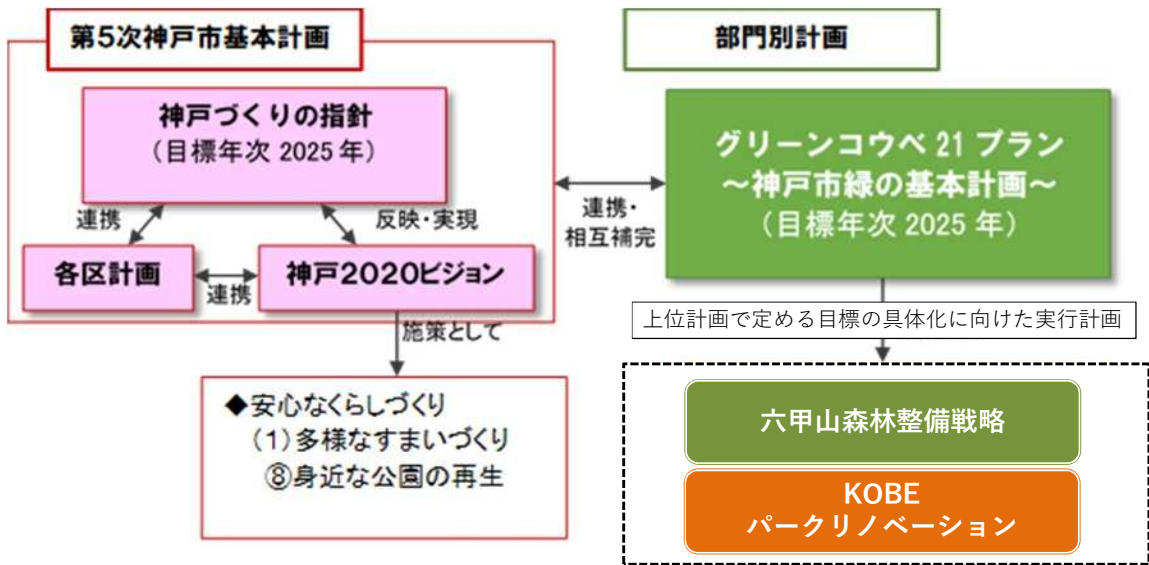 第5次神戸市基本計画
神戸づくりの指針
(目標年次 2025 年)
連携
反映・実現
各区計画
連携
神戸2020ビジョン
施策として
◆安心なくらしづくり
(1)多様なすまいづくり
⑧身近な公園の再生
連携・
相互補完
部門別計画
グリーンコウベ 21 プラン
～神戸市緑の基本計画～
(目標年次 2025 年)
上位計画で定める目標の具体化に向けた実行計画
六甲山森林整備戦略
KOBE
パークリノベーション